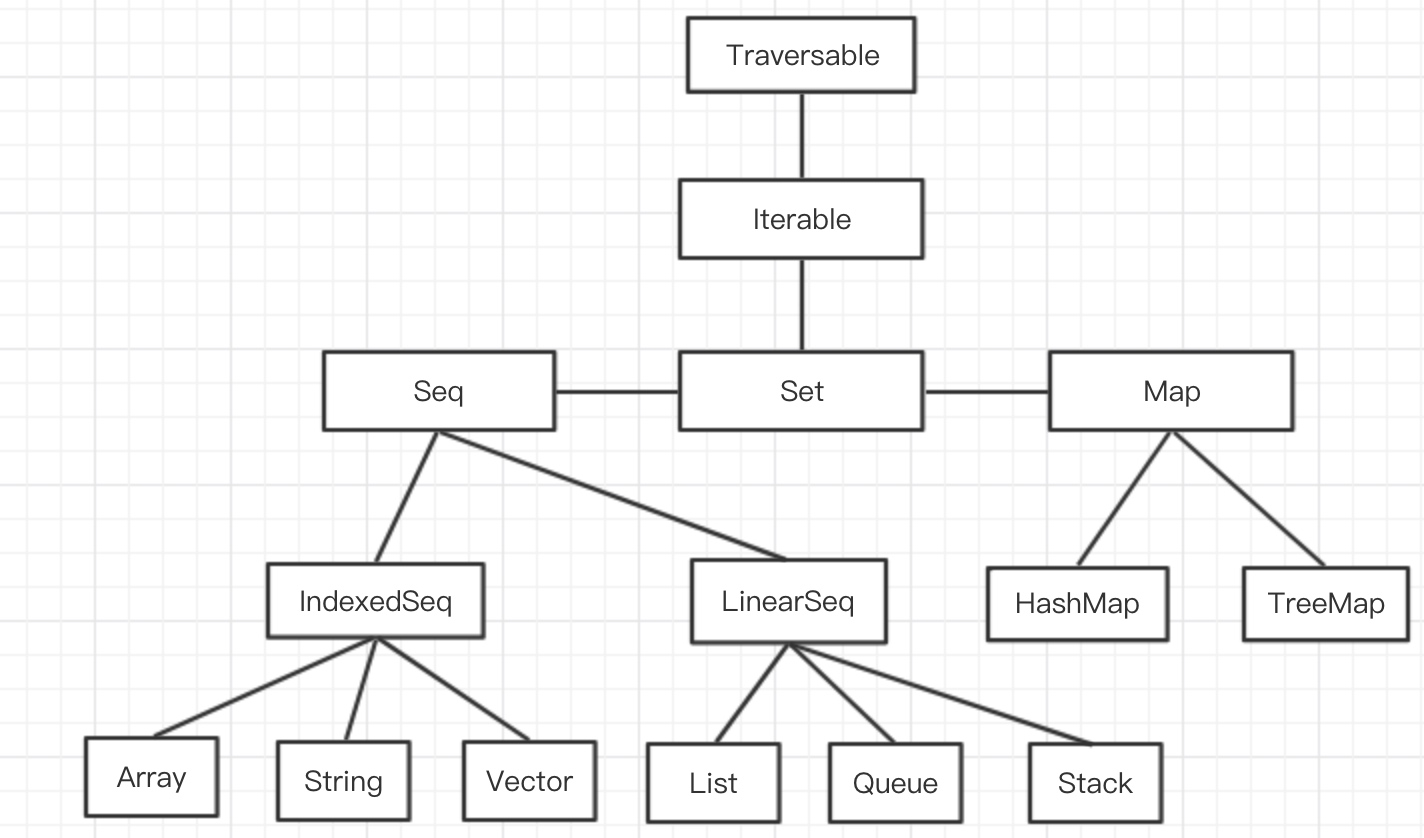 Traversable
Iterable
Seq
Set
Map
IndexedSeq
LinearSeq
HashMap
TreeMap
Array
String
Vector
List
Queue
Stack